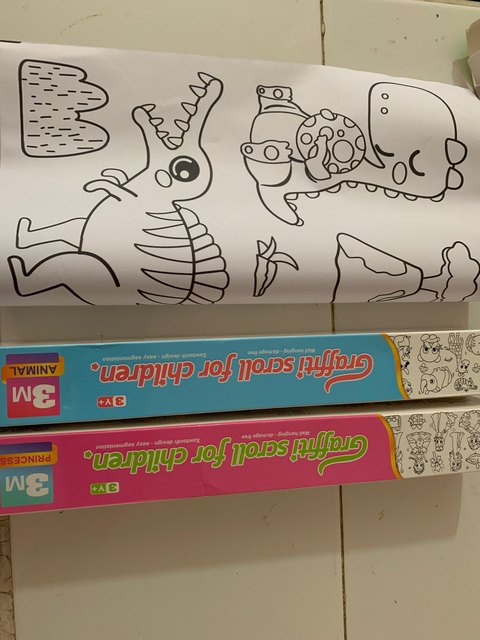 Graffiti scroll for children
Wall hanging - damage free
Sawtooth design - easy segmentation
3Y+
3M
ANIMAL
Graffiti scroll for children
Wall hanging - damage free
Sawtooth design - easy segmentation
3Y+
3M
PRINCESS